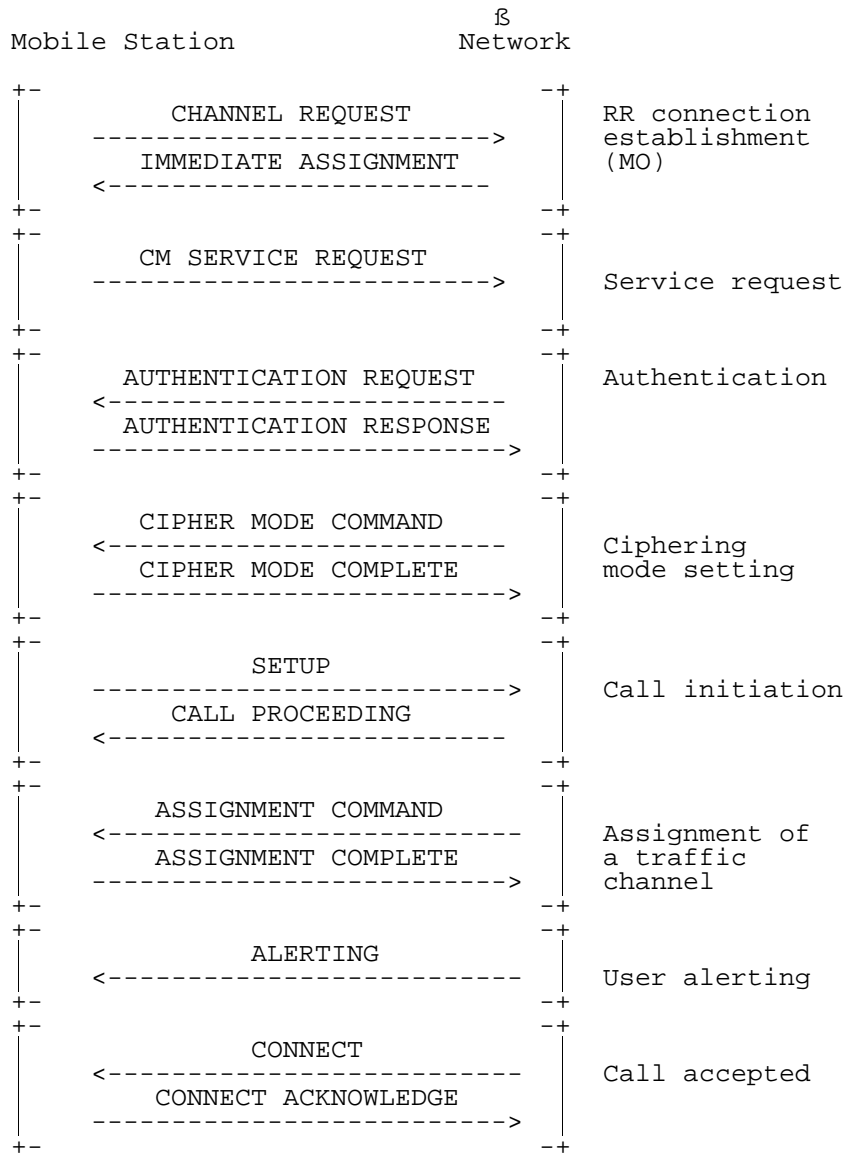 ß
Mobile Station Network
CHANNEL REQUEST RR connection
establishment
IMMEDIATE ASSIGNMENT (MO)
CM SERVICE REQUEST
Service request
AUTHENTICATION REQUEST Authentication
AUTHENTICATION RESPONSE
CIPHER MODE COMMAND
Ciphering
CIPHER MODE COMPLETE mode setting
SETUP
Call initiation
CALL PROCEEDING
ASSIGNMENT COMMAND
Assignment of
ASSIGNMENT COMPLETE a traffic
channel
ALERTING
User alerting
CONNECT
Call accepted
CONNECT ACKNOWLEDGE